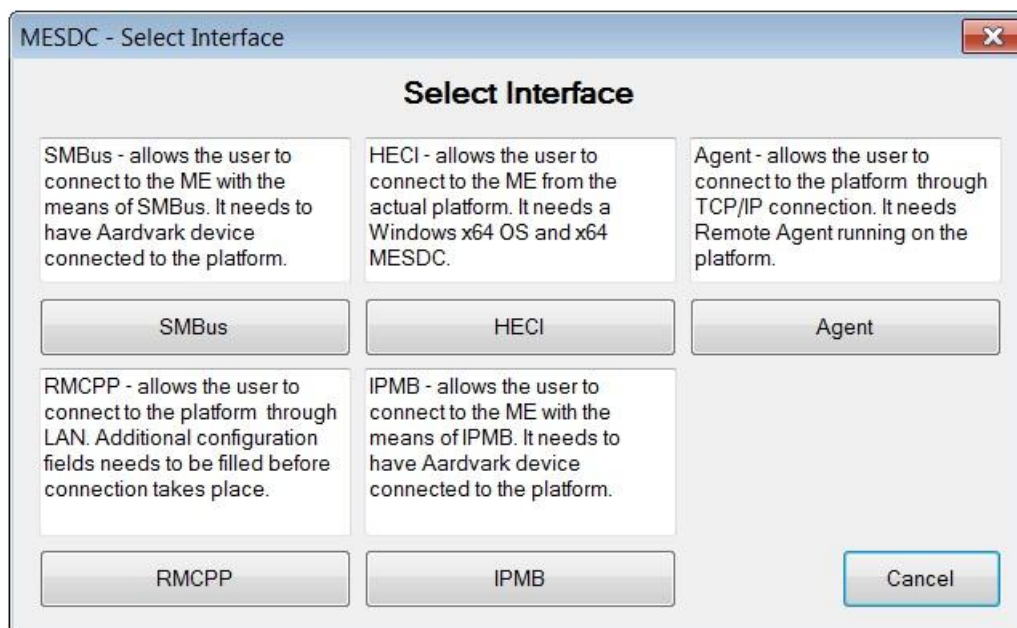 MESDC - Select Interface
Select Interface
SMBus - allows the user to
connect to the ME with the
means of SMBus. It needs to
have Aardvark device
connected to the platform.
HECI - allows the user to
connect to the ME from the
actual platform. It needs a
Windows x64 OS and x64
MESDC.
Agent - allows the user to
connect to the platform  through
TCP/IP connection. It needs
Remote Agent running on the
platform.
SMBus
HECI
Agent
RMCPP - allows the user to
connect to the platform  through
LAN. Additional configuration
fields needs to be filled before
connection takes place.
IPMB - allows the user to
connect to the ME with the
means of IPMB. It needs to
have Aardvark device
connected to the platform.
RMCPP
IPMB
Cancel